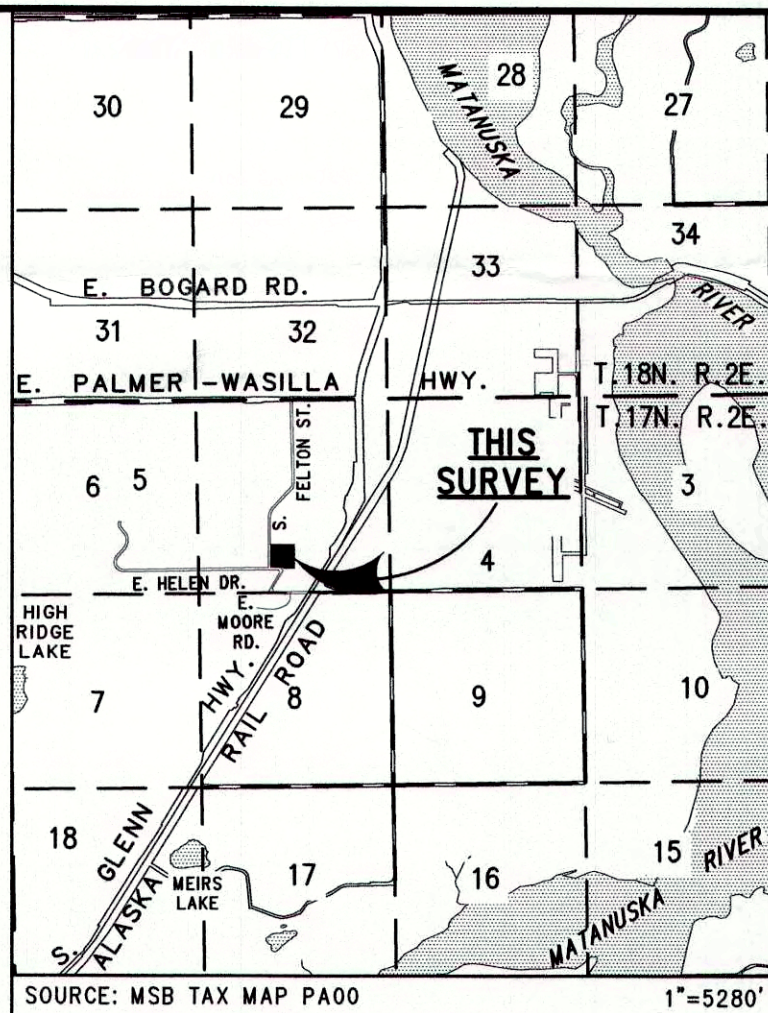 30
29
MATANUSKA
28
27
34
33
E. BOGARD RD.
RIVER
31
32
E. PALMER-WASILLA HWY.
T.18N. R.2E.
T.17N. R.2E.
S. FELTON ST.
THIS
SURVEY
6
5
3
4
E. HELEN DR.
E.
MOORE
RD.
HIGH
RIDGE
LAKE
7
8
9
10
S. GLENN HWY.
ALASKA RAIL ROAD
18
MEIRS
LAKE
17
16
15
MATANUSKA RIVER
SOURCE: MSB TAX MAP PA00
1"=5280'